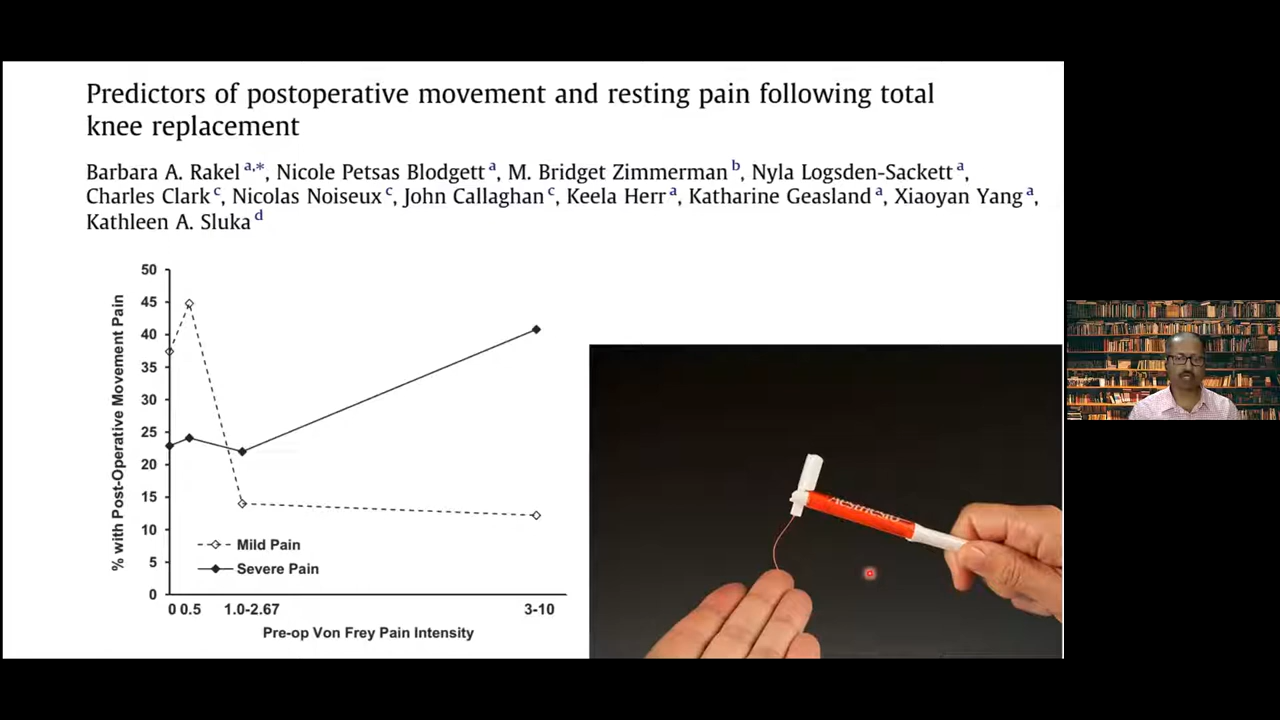 Predictors of postoperative movement and resting pain following total
knee replacement
Barbara A. Rakel a,*, Nicole Petsas Blodgett a, M. Bridget Zimmerman b, Nyla Logsden-Sackett a,
Charles Clark c, Nicolas Noiseux c, John Callaghan c, Keela Herr a, Katharine Geasland a, Xiaoyan Yang a,
Kathleen A. Sluka d
% with Post-Operative Movement Pain
50
45
40
35
30
25
20
15
10
5
0
Mild Pain
Severe Pain
0 0.5 1.0-2.67 3-10
Pre-op Von Frey Pain Intensity